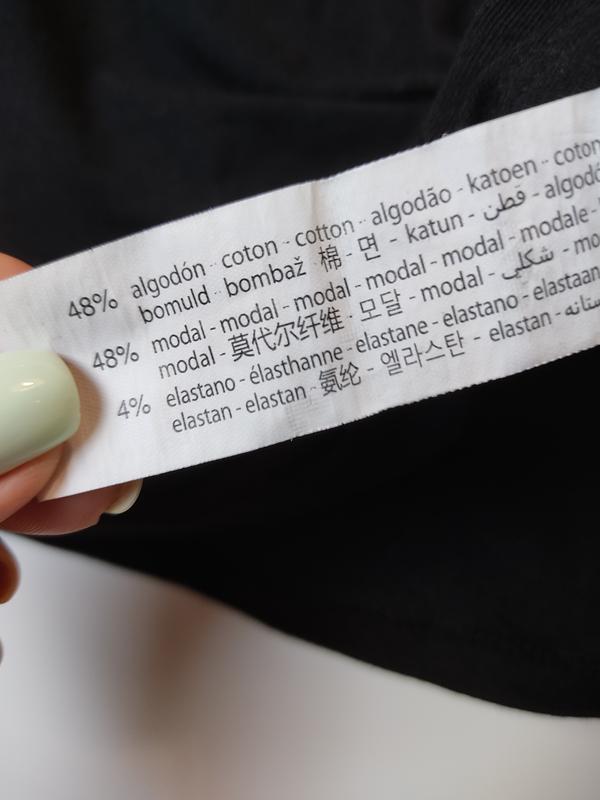 48% algodón - coton - cotton - algodão - katoen - coton
bomuld - bombaž - 棉 - 면 - katun - قطن -
48% modal - modal - modal - modal - modal - modale -
modal - 莫代尔纤维 - 모달 - modal - شكلي -
4% elastano - élasthanne - elastane - elastano - elastaan
elastan - elastan - 氨纶 - 엘라스탄 - elastan -